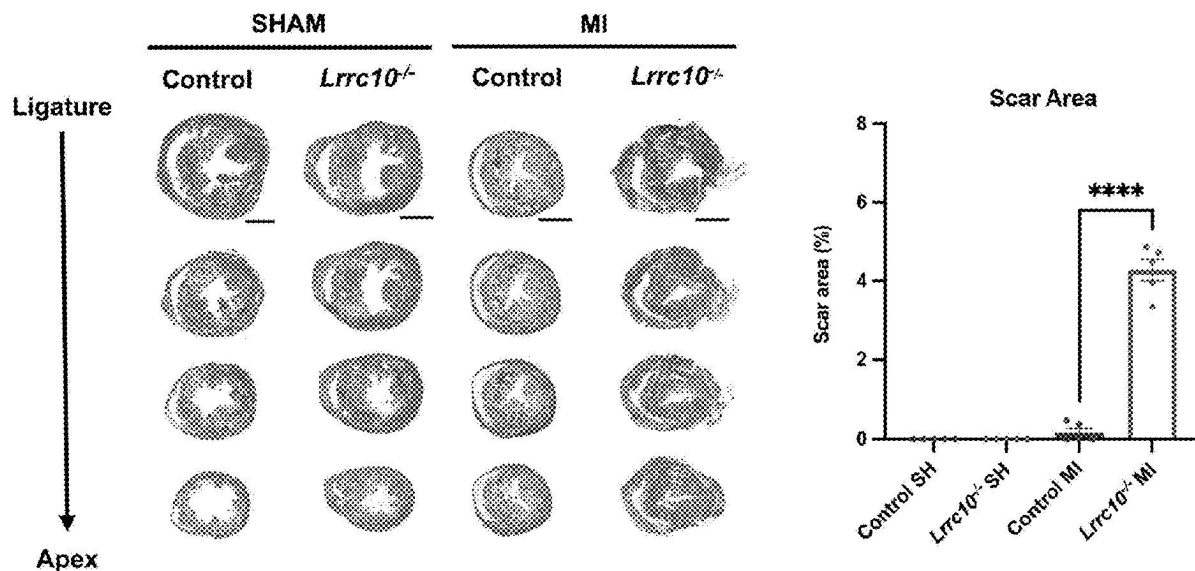 SHAM MI
Control Lrrc10-/- Control Lrrc10-/-
Ligature
Apex
Scar Area
Scar area (%)
8
6
4
2
0
****
Control SH
Lrrc10-/- SH
Control MI
Lrrc10-/- MI